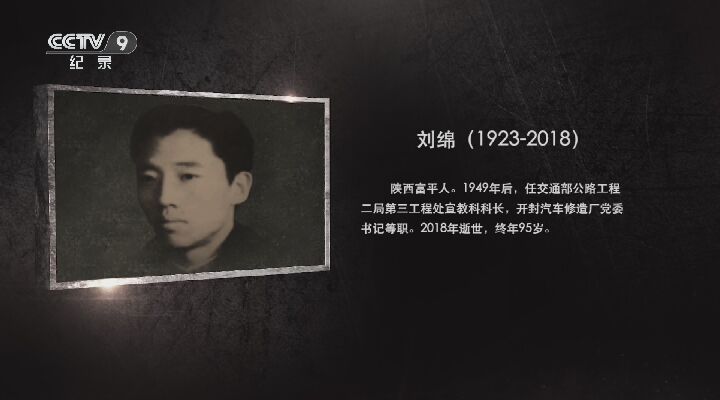 CCTV 9
纪录
刘绵（1923-2018）
陕西富平人。1949年后，任交通部公路工程
二局第三工程处宣教科科长，开封汽车修造厂党委
书记等职。2018年逝世，终年95岁。